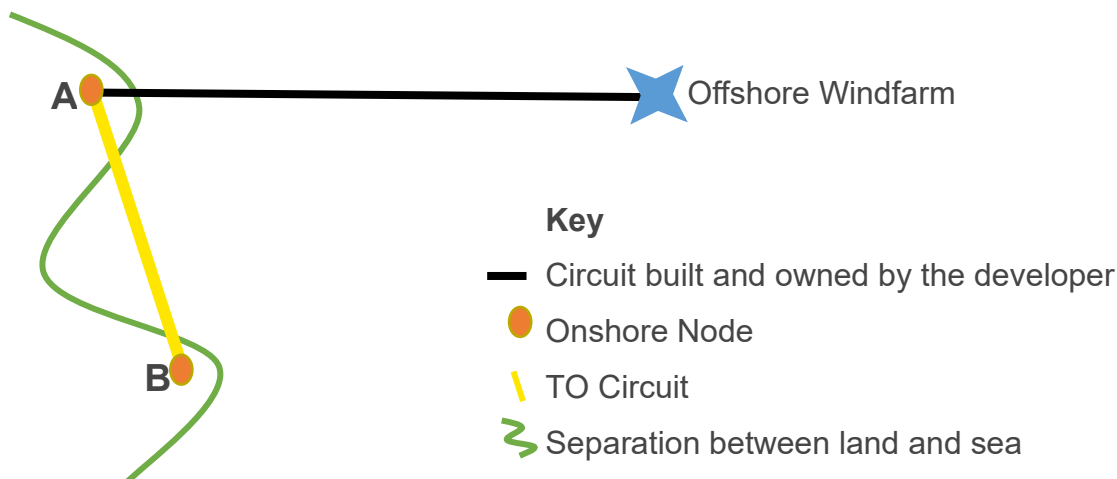 A
Offshore Windfarm
Key
Circuit built and owned by the developer
Onshore Node
B
TO Circuit
Separation between land and sea